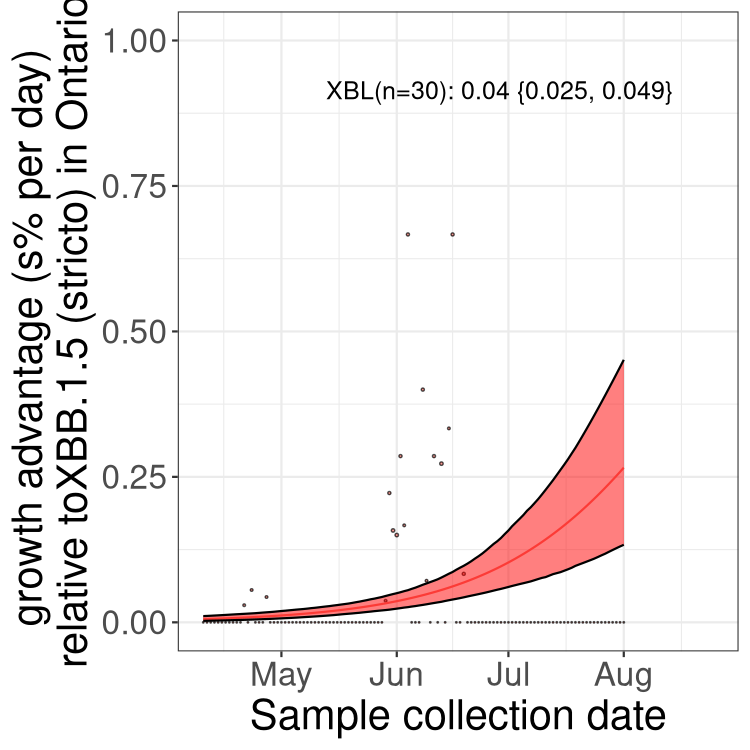 growth advantage (s% per day)
relative toXBB.1.5 (stricto) in Ontario
1.00
0.75
0.50
0.25
0.00
XBL(n=30): 0.04 {0.025, 0.049}
May Jun Jul Aug
Sample collection date